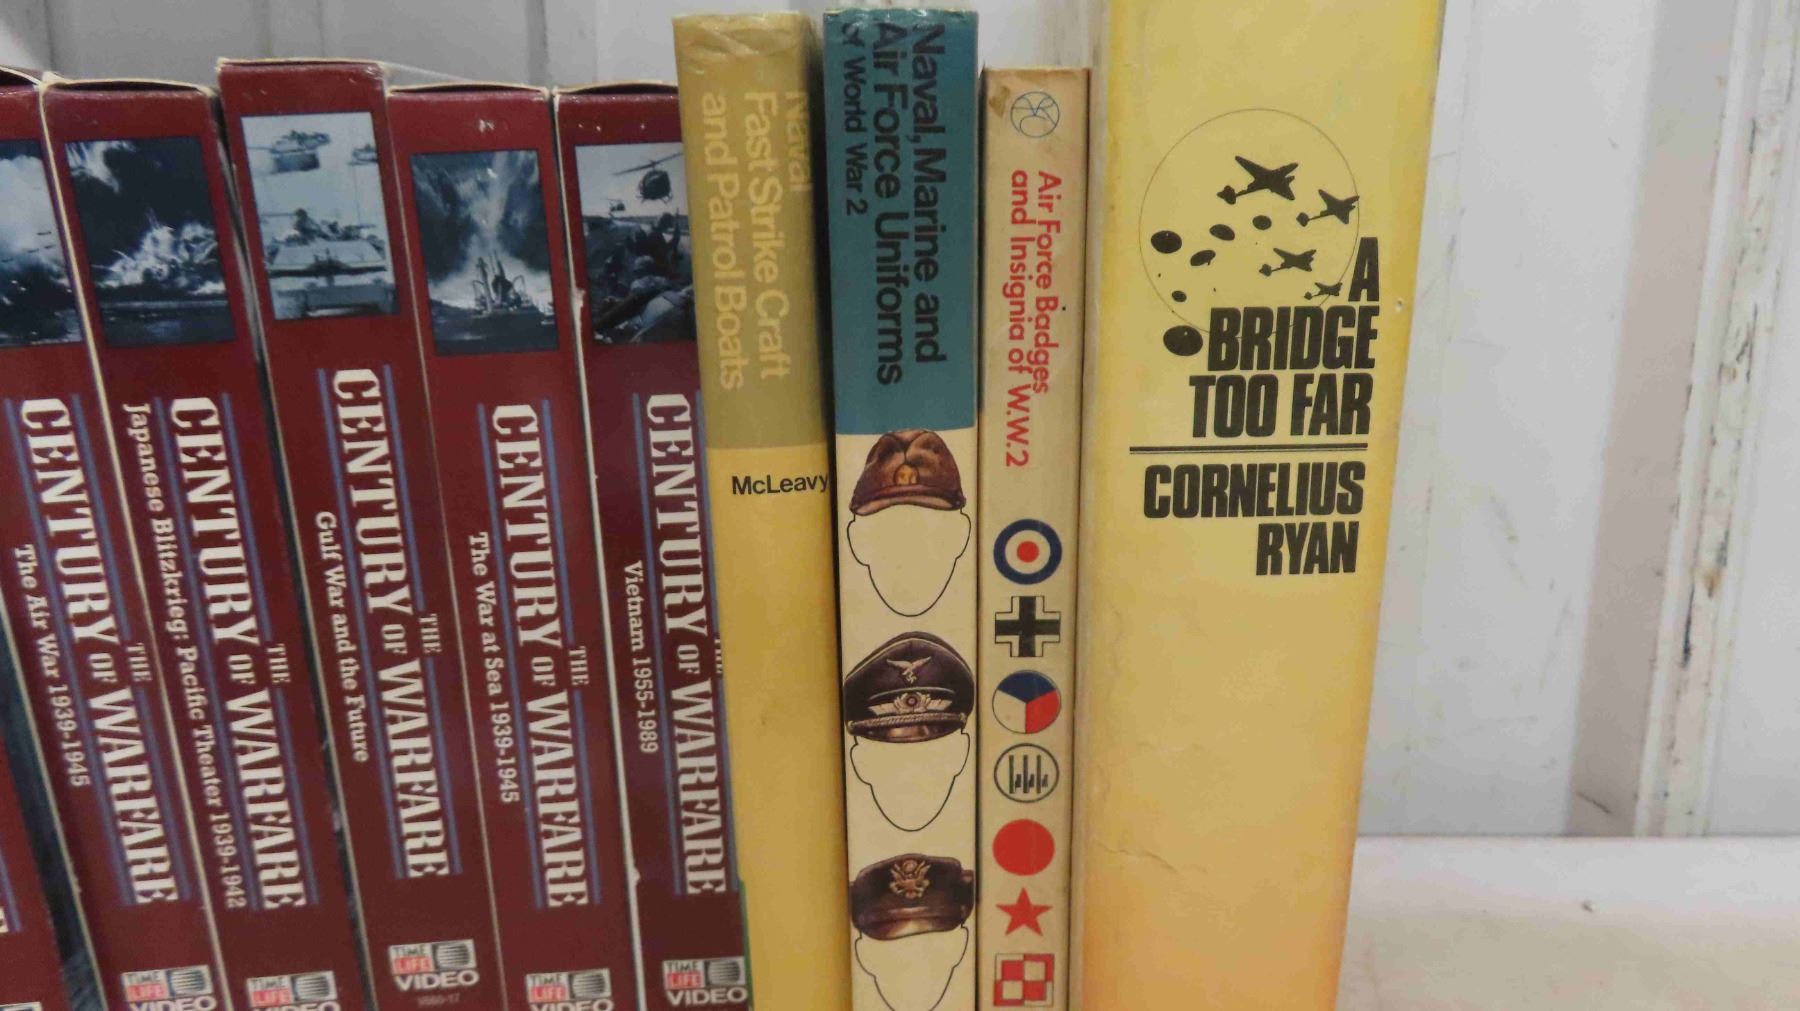 THE
CENTURY OF WARFARE
The Air War 1939-1945
TIME
LIFE
VIDEO
THE
CENTURY OF WARFARE
Japanese Blitzkrieg: Pacific Theater 1939-1942
TIME
LIFE
VIDEO
THE
CENTURY OF WARFARE
Gulf War and the Future
TIME
LIFE
VIDEO
THE
CENTURY OF WARFARE
The War at Sea 1939-1945
TIME
LIFE
VIDEO
THE
CENTURY OF WARFARE
Vietnam 1955-1989
TIME
LIFE
VIDEO
Naval
Fast Strike Craft
and Patrol Boats
McLeavy
Naval, Marine and
Air Force Uniforms
of World War 2
Air Force Badges
and Insignia of W.W.2
A
BRIDGE
TOO FAR
CORNELIUS
RYAN